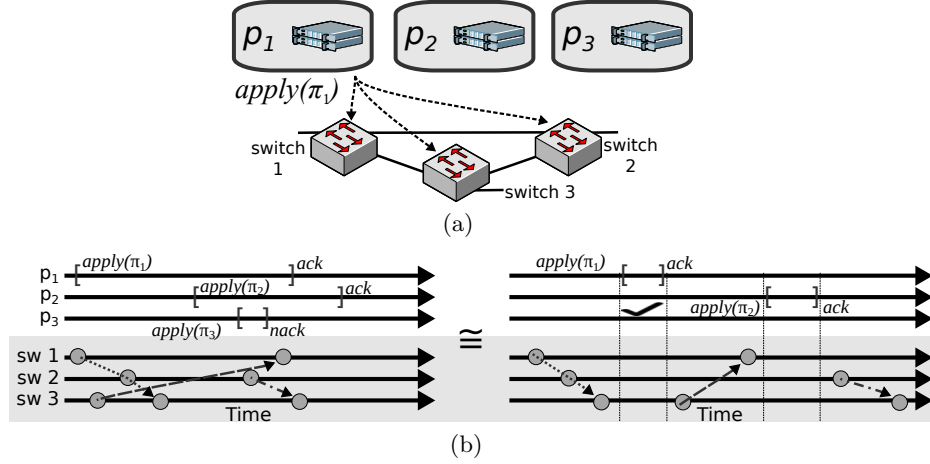 p1 p2 p3
apply(π1)
switch 1
switch 2
switch 3
(a)
p1 apply(π1) ack
p2 apply(π2) ack
p3 apply(π3) nack
sw 1
sw 2
sw 3
Time
≅
apply(π1) ack
apply(π2) ack
Time
(b)